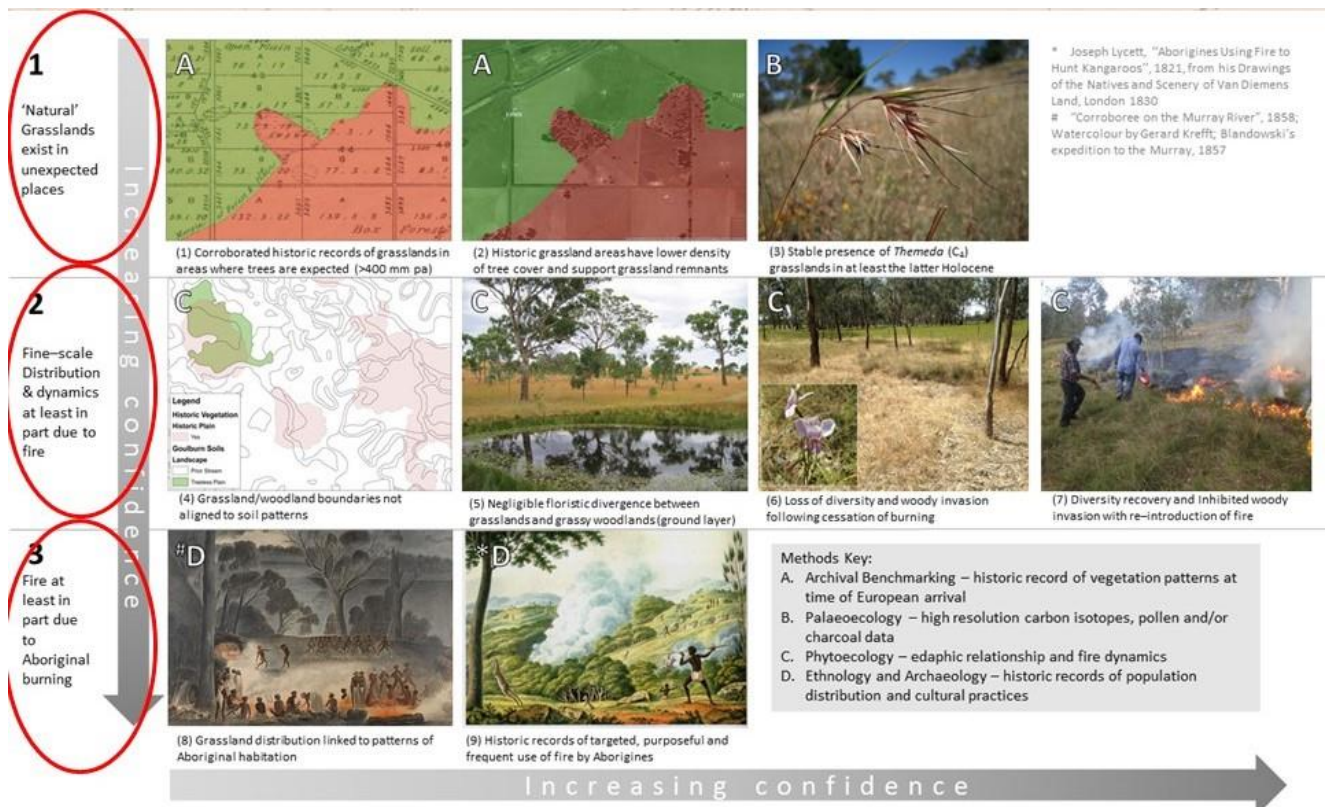 1
'Natural'
Grasslands
exist in
unexpected
places
Increasing confidence
A
Open Plain
Soil
Box Forest
(1) Corroborated historic records of grasslands in
areas where trees are expected (>400 mm pa)
A
(2) Historic grassland areas have lower density
of tree cover and support grassland remnants
B
(3) Stable presence of Themeda (C₄)
grasslands in at least the latter Holocene
* Joseph Lycett, "Aborigines Using Fire to
Hunt Kangaroos", 1821, from his Drawings
of the Natives and Scenery of Van Diemens
Land, London 1830
# "Corroboree on the Murray River", 1858;
Watercolour by Gerard Krefft; Blandowski's
expedition to the Murray, 1857
2
Fine–scale
Distribution
& dynamics
at least in
part due to
fire
C
Legend
Historic Vegetation
Historic Plain
Yes
Goulburn Soils
Landscape
Prior Stream
Treeless Plain
(4) Grassland/woodland boundaries not
aligned to soil patterns
C
(5) Negligible floristic divergence between
grasslands and grassy woodlands (ground layer)
C
(6) Loss of diversity and woody invasion
following cessation of burning
C
(7) Diversity recovery and Inhibited woody
invasion with re–introduction of fire
3
Fire at
least in
part due
to
Aboriginal
burning
#D
(8) Grassland distribution linked to patterns of
Aboriginal habitation
*D
(9) Historic records of targeted, purposeful and
frequent use of fire by Aborigines
Methods Key:
A. Archival Benchmarking – historic record of vegetation patterns at
time of European arrival
B. Palaeoecology – high resolution carbon isotopes, pollen and/or
charcoal data
C. Phytoecology – edaphic relationship and fire dynamics
D. Ethnology and Archaeology – historic records of population
distribution and cultural practices
Increasing confidence